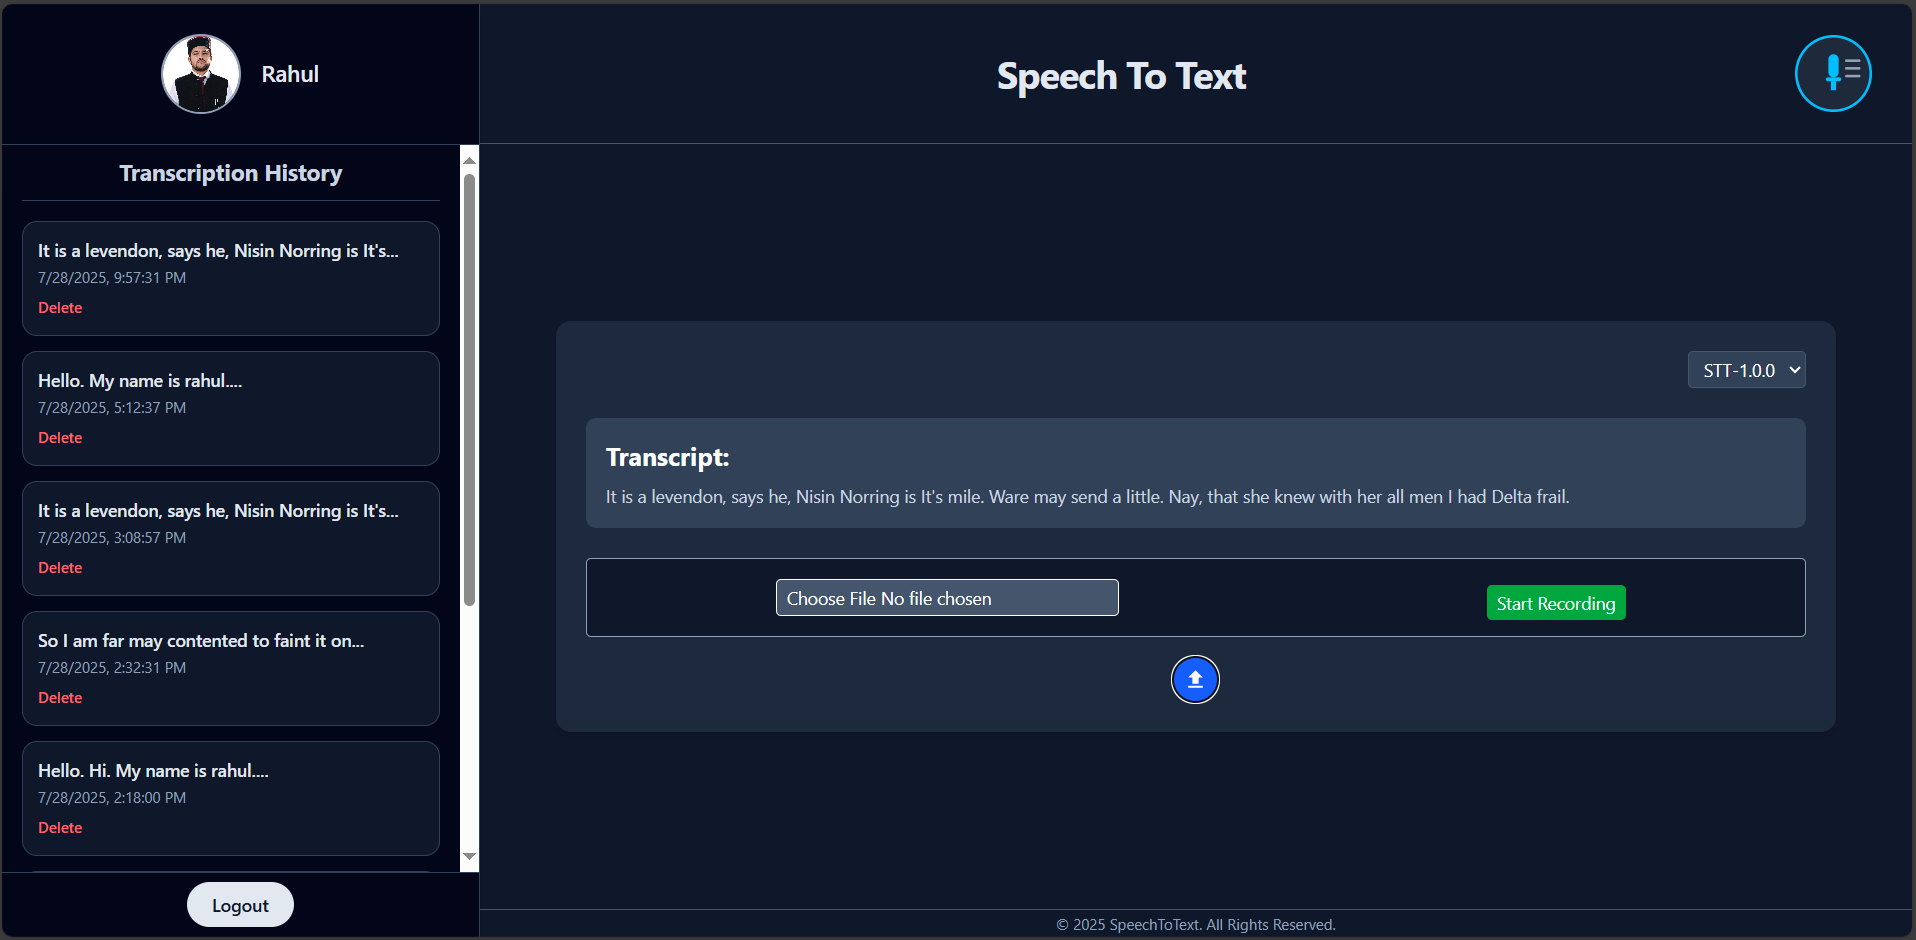 Rahul
Speech To Text
Transcription History
It is a levendon, says he, Nisin Norring is It's...
7/28/2025, 9:57:31 PM
Delete
Hello. My name is rahul....
7/28/2025, 5:12:37 PM
Delete
It is a levendon, says he, Nisin Norring is It's...
7/28/2025, 3:08:57 PM
Delete
So I am far may contented to faint it on...
7/28/2025, 2:32:31 PM
Delete
Hello. Hi. My name is rahul....
7/28/2025, 2:18:00 PM
Delete
Logout
STT-1.0.0
Transcript:
It is a levendon, says he, Nisin Norring is It's mile. Ware may send a little. Nay, that she knew with her all men I had Delta frail.
Choose File No file chosen
Start Recording
© 2025 SpeechToText. All Rights Reserved.